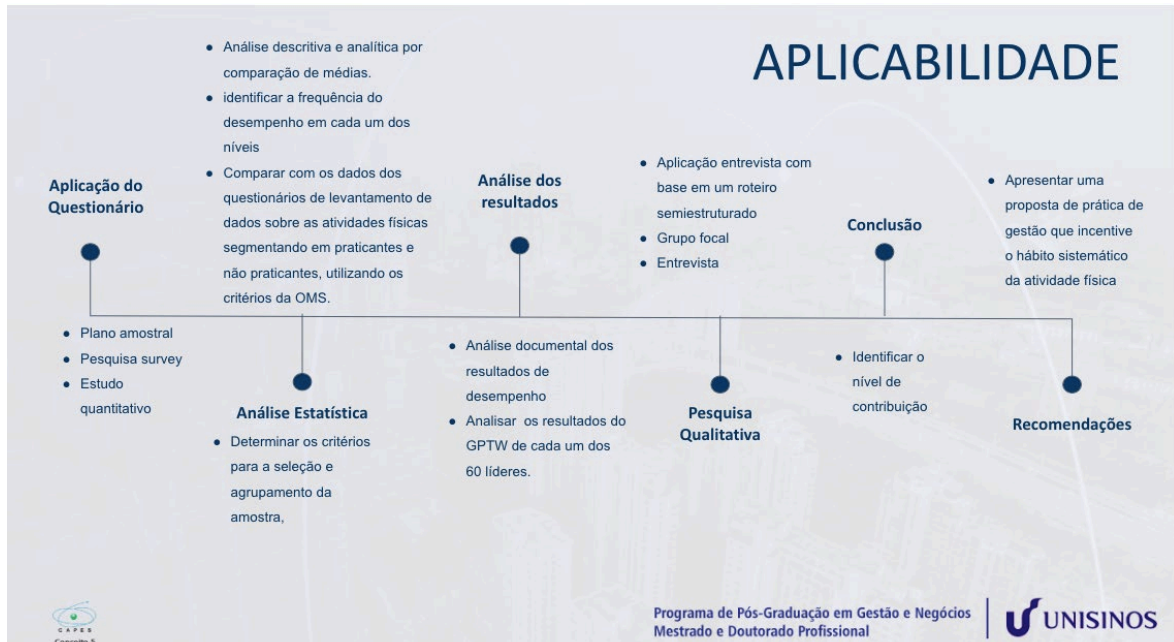 APLICABILIDADE
Aplicação do
Questionário
● Plano amostral
● Pesquisa survey
● Estudo
quantitativo
● Análise descritiva e analítica por
comparação de médias.
● identificar a frequência do
desempenho em cada um dos
níveis
● Comparar com os dados dos
questionários de levantamento de
dados sobre as atividades físicas
segmentando em praticantes e
não praticantes, utilizando os
critérios da OMS.
Análise Estatística
● Determinar os critérios
para a seleção e
agrupamento da
amostra,
Análise dos
resultados
● Análise documental dos
resultados de
desempenho
● Analisar os resultados do
GPTW de cada um dos
60 líderes.
● Aplicação entrevista com
base em um roteiro
semiestruturado
● Grupo focal
● Entrevista
Pesquisa
Qualitativa
Conclusão
● Identificar o
nível de
contribuição
● Apresentar uma
proposta de prática de
gestão que incentive
o hábito sistemático
da atividade física
Recomendações
CAPES
Conceito 5
Programa de Pós-Graduação em Gestão e Negócios
Mestrado e Doutorado Profissional
UNISINOS